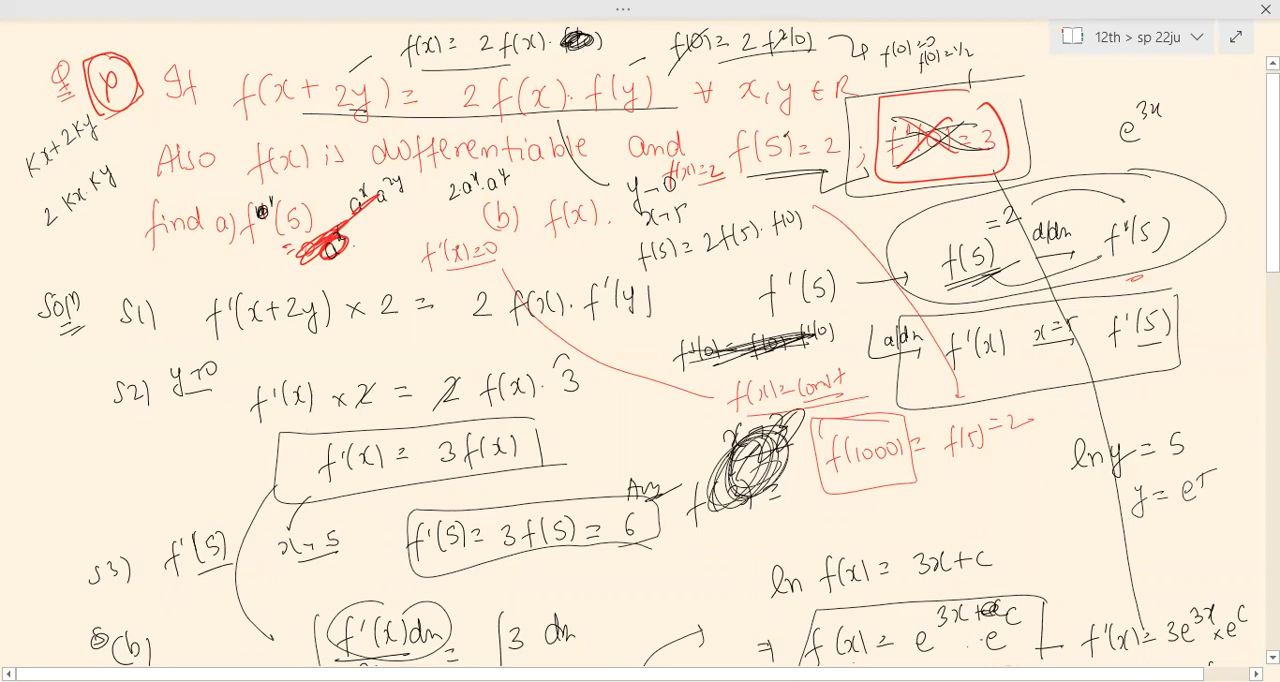 12th > sp 22ju
f(x) = 2 f(x).
f(0) = 2 f²(0)
f(0)=0
f(0)=1/2
Q If f(x+2y) = 2 f(x). f(y) ∀ x, y ∈ R
Kx+2Ky
2 Kx. Ky
Also f(x) is dofferentiable and f(5) = 2 ; = 3
e^3x
f(x)=2
find a) f'(5) (b) f(x).
a^x a^2y
2. a^x. a^y
y→0
x→5
f(5) = 2f(5). f(0)
f'(x)=0
= 2
f(5) d/dx f'(5)
Soln S1) f'(x+2y) × 2 = 2 f(x). f'(y)
f'(5)
d/dx f'(x) x=5 f'(5)
S2) y→0 f'(x) × 2 = 2 f(x). 3
f(x)=const
f'(x) = 3f(x)
f(1000) = f(5) = 2
ln y = 5
y = e^5
Ans
S3) f'(5) x→5 f'(5) = 3f(5) = 6
ln f(x) = 3x+c
(b) ∫ f'(x)dx = ∫ 3 dx
⇒ f(x) = e^3x . e^c f'(x) = 3e^3x × e^c